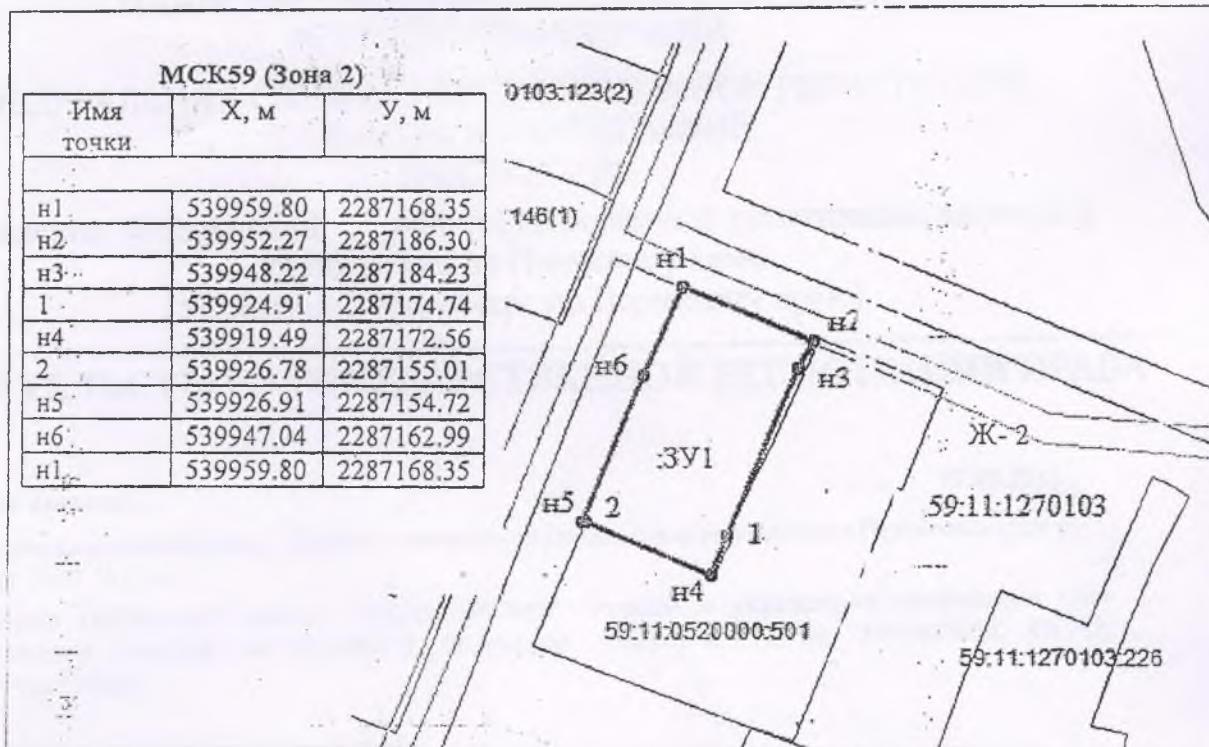 МСК59 (Зона 2)
Имя точки X, м У, м
н1 539959.80 2287168.35
н2 539952.27 2287186.30
н3 539948.22 2287184.23
1 539924.91 2287174.74
н4 539919.49 2287172.56
2 539926.78 2287155.01
н5 539926.91 2287154.72
н6 539947.04 2287162.99
н1 539959.80 2287168.35
0103:123(2)
146(1)
н1
н2
н3
н6
:ЗУ1
Ж- 2
н5 2
59:11:1270103
1
н4
59:11:0520000:501
59:11:1270103:226